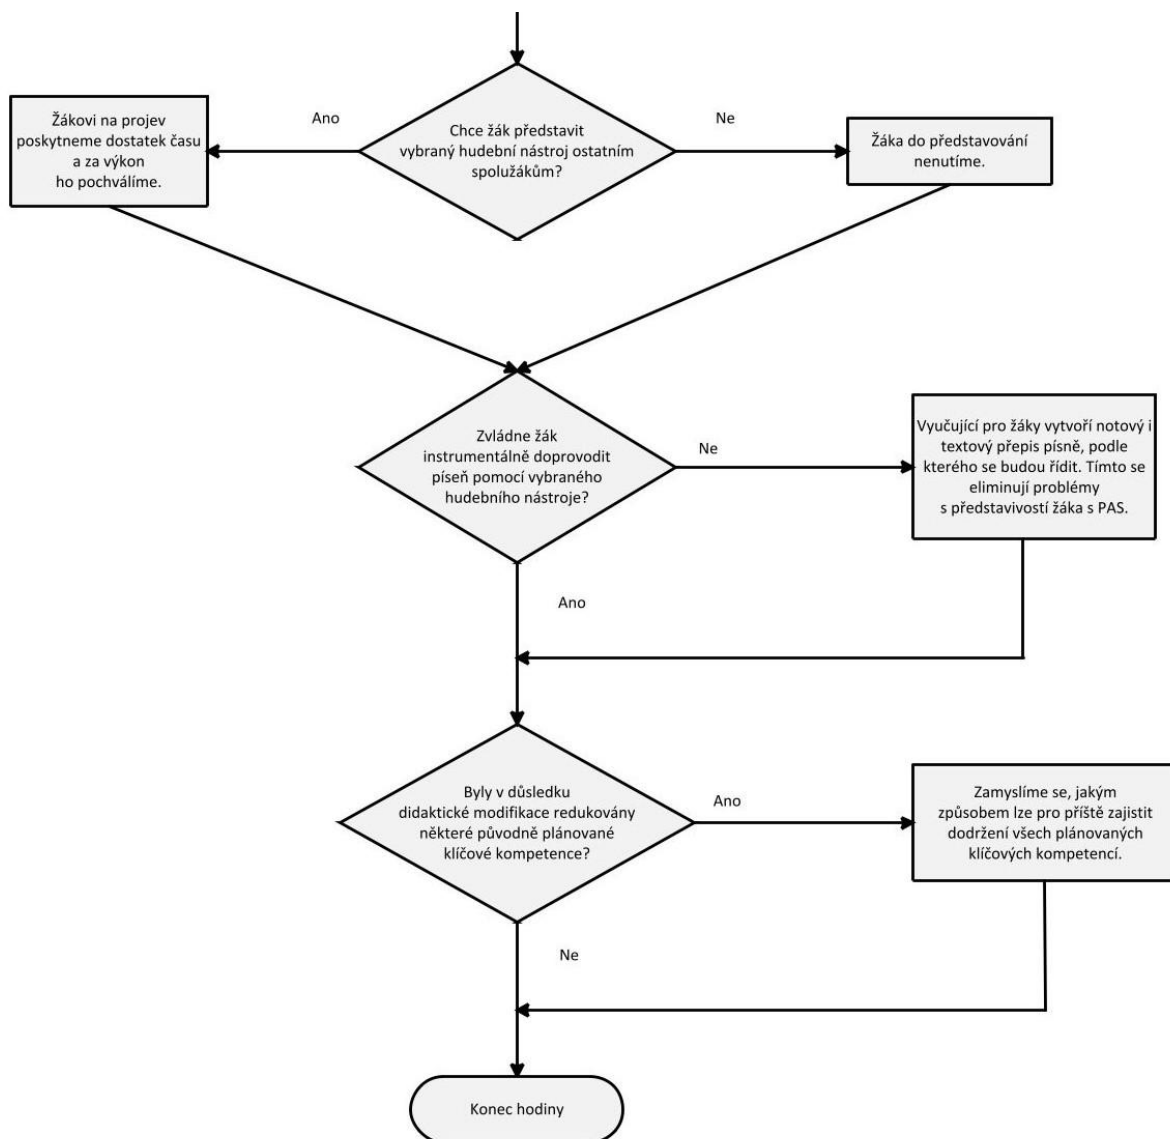 Ano
Ne
Žákovi na projev
poskytneme dostatek času
a za výkon
ho pochválíme.
Chce žák představit
vybraný hudební nástroj ostatním
spolužákům?
Žáka do představování
nenutíme.
Zvládne žák
instrumentálně doprovodit
píseň pomocí vybraného
hudebního nástroje?
Ne
Vyučující pro žáky vytvoří notový i
textový přepis písně, podle
kterého se budou řídit. Tímto se
eliminují problémy
s představivostí žáka s PAS.
Ano
Byly v důsledku
didaktické modifikace redukovány
některé původně plánované
klíčové kompetence?
Ano
Zamyslíme se, jakým
způsobem lze pro příště zajistit
dodržení všech plánovaných
klíčových kompetencí.
Ne
Konec hodiny